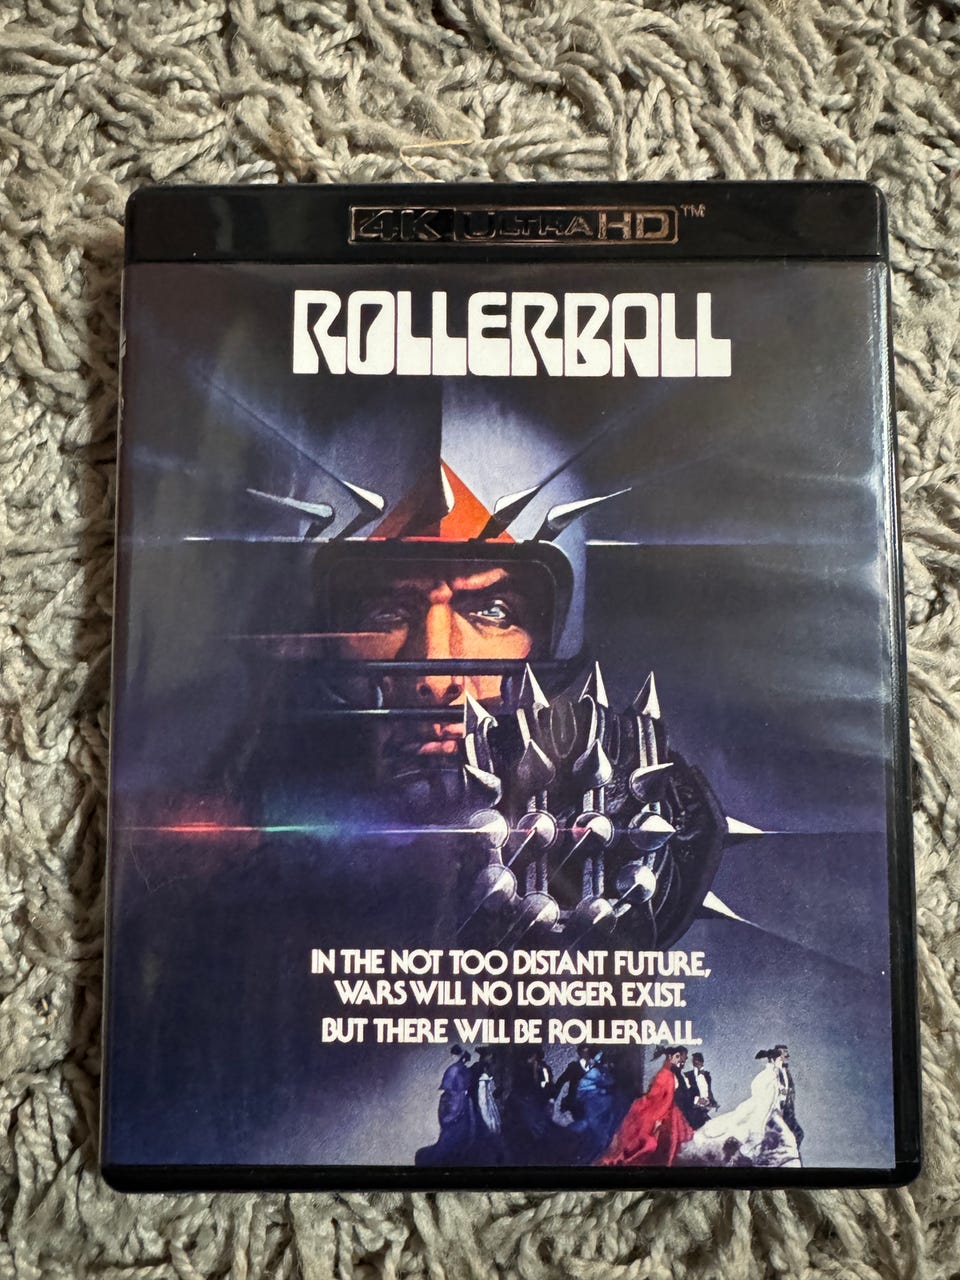 4K ULTRA HD™
ROLLERBALL
IN THE NOT TOO DISTANT FUTURE,
WARS WILL NO LONGER EXIST.
BUT THERE WILL BE ROLLERBALL.